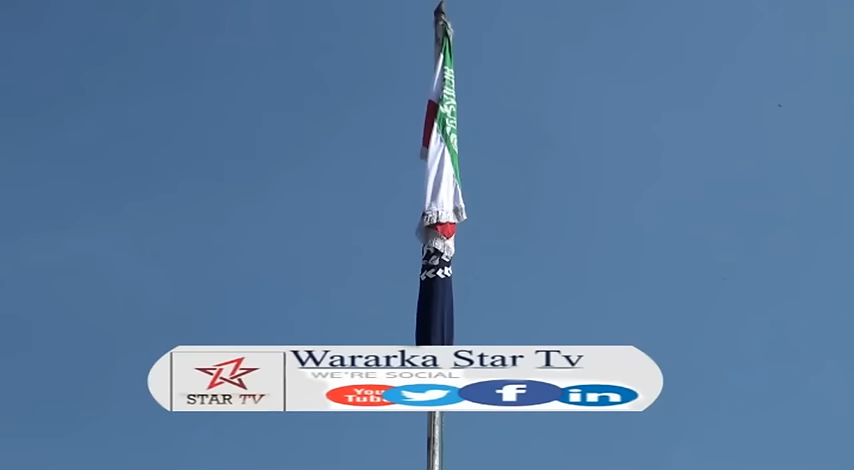 Wararka Star Tv
WE'RE SOCIAL
STAR TV
You
Tube
f
in